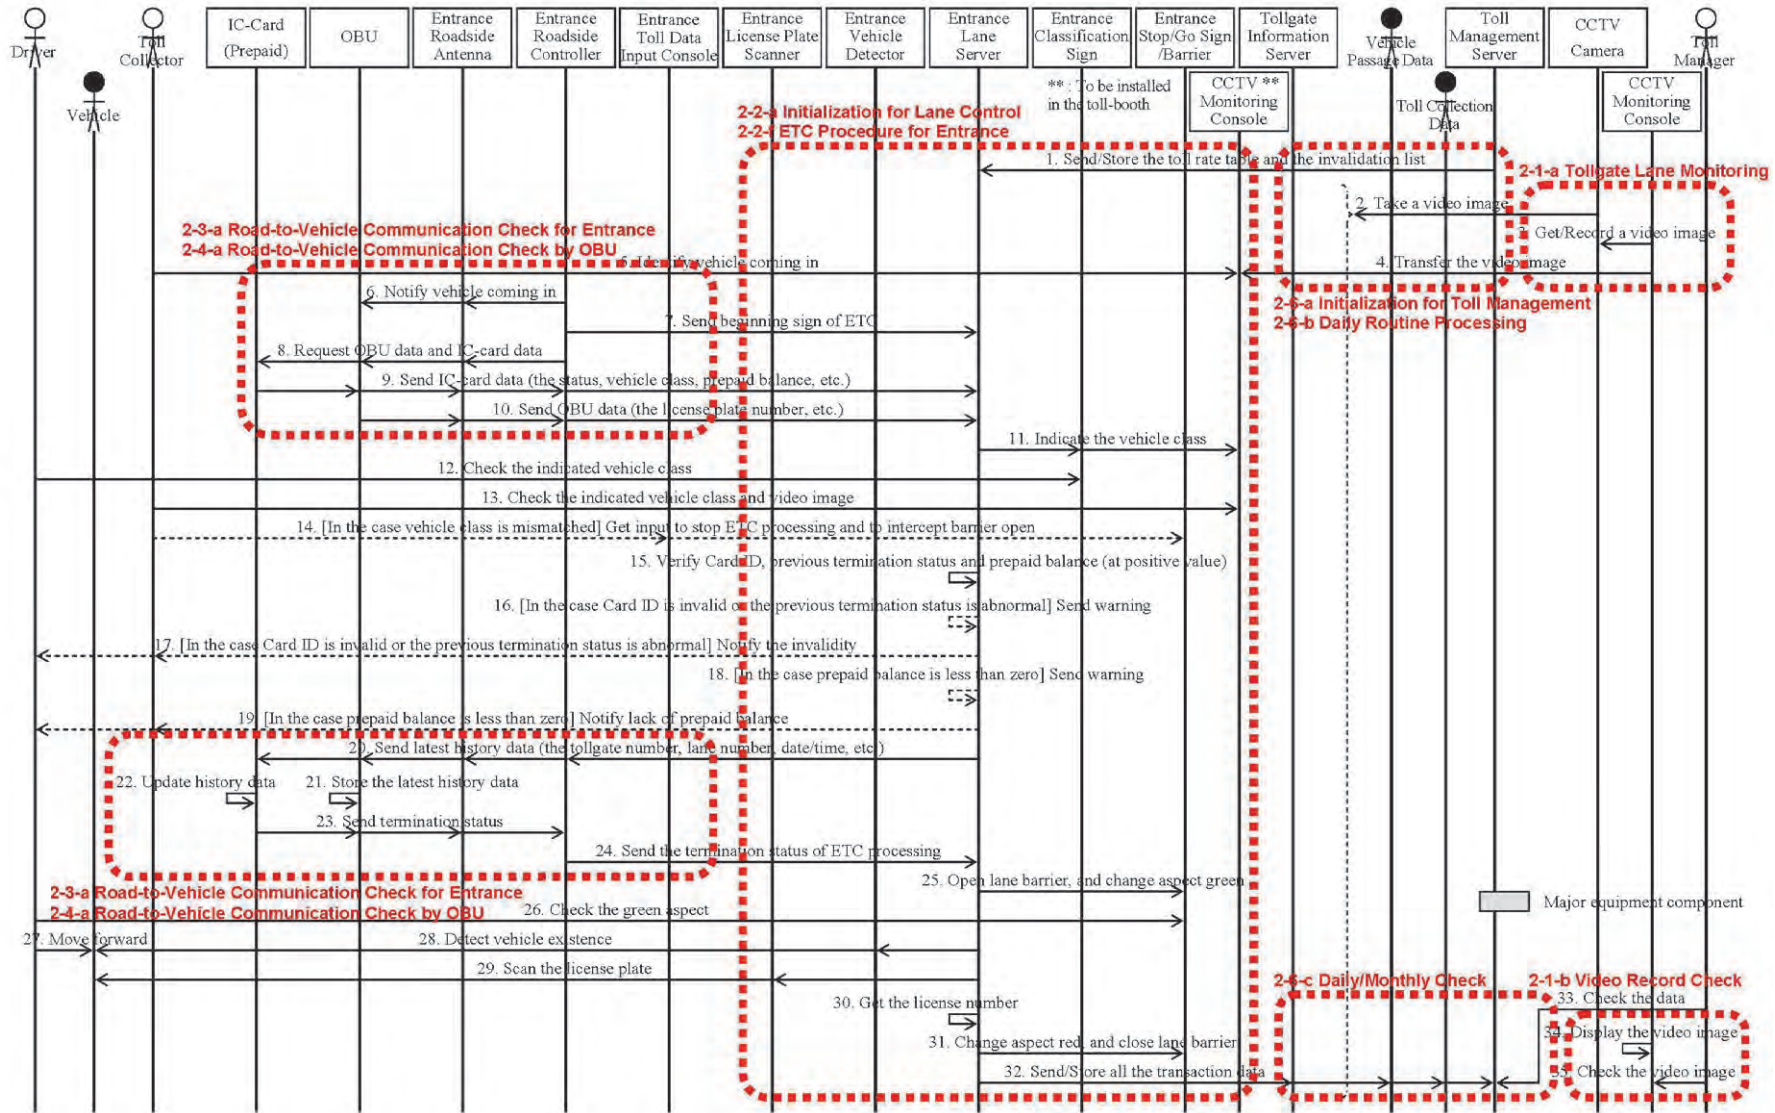 Driver
Toll
Collector
IC-Card
(Prepaid)
OBU
Entrance
Roadside
Antenna
Entrance
Roadside
Controller
Entrance
Toll Data
Input Console
Entrance
License Plate
Scanner
Entrance
Vehicle
Detector
Entrance
Lane
Server
Entrance
Classification
Sign
Entrance
Stop/Go Sign
/Barrier
Tollgate
Information
Server
Vehicle
Passage Data
Toll
Management
Server
CCTV
Camera
Toll
Manager
Vehicle
** : To be installed
in the toll-booth
CCTV **
Monitoring
Console
Toll Collection
Data
CCTV
Monitoring
Console
2-2-a Initialization for Lane Control
2-2-f ETC Procedure for Entrance
1. Send/Store the toll rate table and the invalidation list
2-1-a Tollgate Lane Monitoring
2. Take a video image
3. Get/Record a video image
2-3-a Road-to-Vehicle Communication Check for Entrance
2-4-a Road-to-Vehicle Communication Check by OBU
5. Identify vehicle coming in
4. Transfer the video image
6. Notify vehicle coming in
2-6-a Initialization for Toll Management
2-6-b Daily Routine Processing
7. Send beginning sign of ETC
8. Request OBU data and IC-card data
9. Send IC-card data (the status, vehicle class, prepaid balance, etc.)
10. Send OBU data (the license plate number, etc.)
11. Indicate the vehicle class
12. Check the indicated vehicle class
13. Check the indicated vehicle class and video image
14. [In the case vehicle class is mismatched] Get input to stop ETC processing and to intercept barrier open
15. Verify Card ID, previous termination status and prepaid balance (at positive value)
16. [In the case Card ID is invalid or the previous termination status is abnormal] Send warning
17. [In the case Card ID is invalid or the previous termination status is abnormal] Notify the invalidity
18. [In the case prepaid balance is less than zero] Send warning
19. [In the case prepaid balance is less than zero] Notify lack of prepaid balance
20. Send latest history data (the tollgate number, lane number, date/time, etc.)
22. Update history data
21. Store the latest history data
23. Send termination status
24. Send the termination status of ETC processing
25. Open lane barrier, and change aspect green
2-3-a Road-to-Vehicle Communication Check for Entrance
2-4-a Road-to-Vehicle Communication Check by OBU
26. Check the green aspect
Major equipment component
27. Move forward
28. Detect vehicle existence
29. Scan the license plate
2-6-c Daily/Monthly Check
2-1-b Video Record Check
30. Get the license number
33. Check the data
31. Change aspect red, and close lane barrier
34. Display the video image
32. Send/Store all the transaction data
35. Check the video image